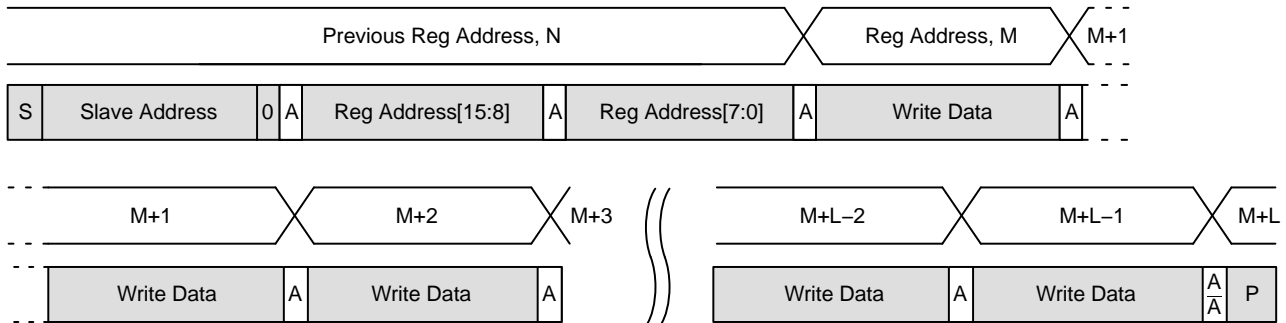 Previous Reg Address, N Reg Address, M M+1
S Slave Address 0 A Reg Address[15:8] A Reg Address[7:0] A Write Data A
M+1 M+2 M+3 M+L−2 M+L−1 M+L
Write Data A Write Data A Write Data A Write Data A P
A̅